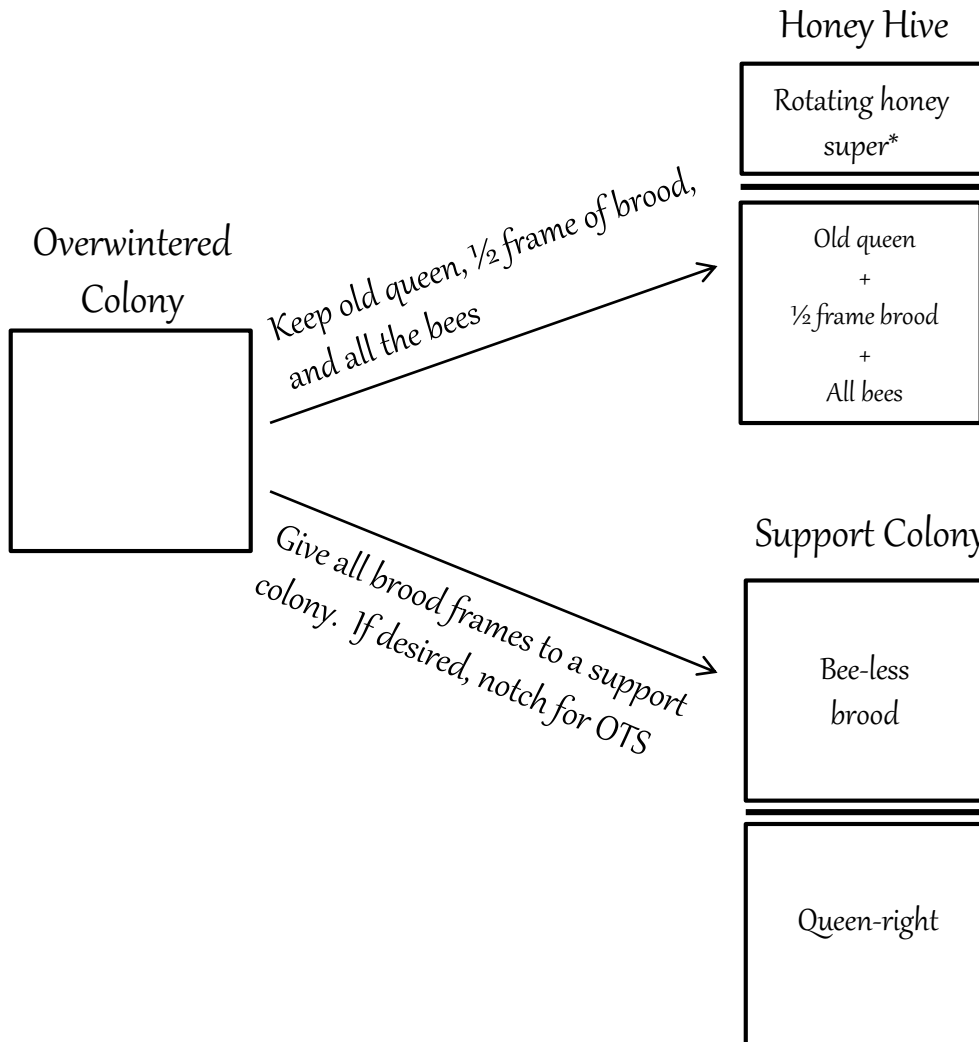 Honey Hive
Rotating honey
super*
Overwintered
Colony
Keep old queen, ½ frame of brood,
and all the bees
Old queen
+
½ frame brood
+
All bees
Give all brood frames to a support
colony.  If desired, notch for OTS
Support Colony
Bee-less
brood
Queen-right